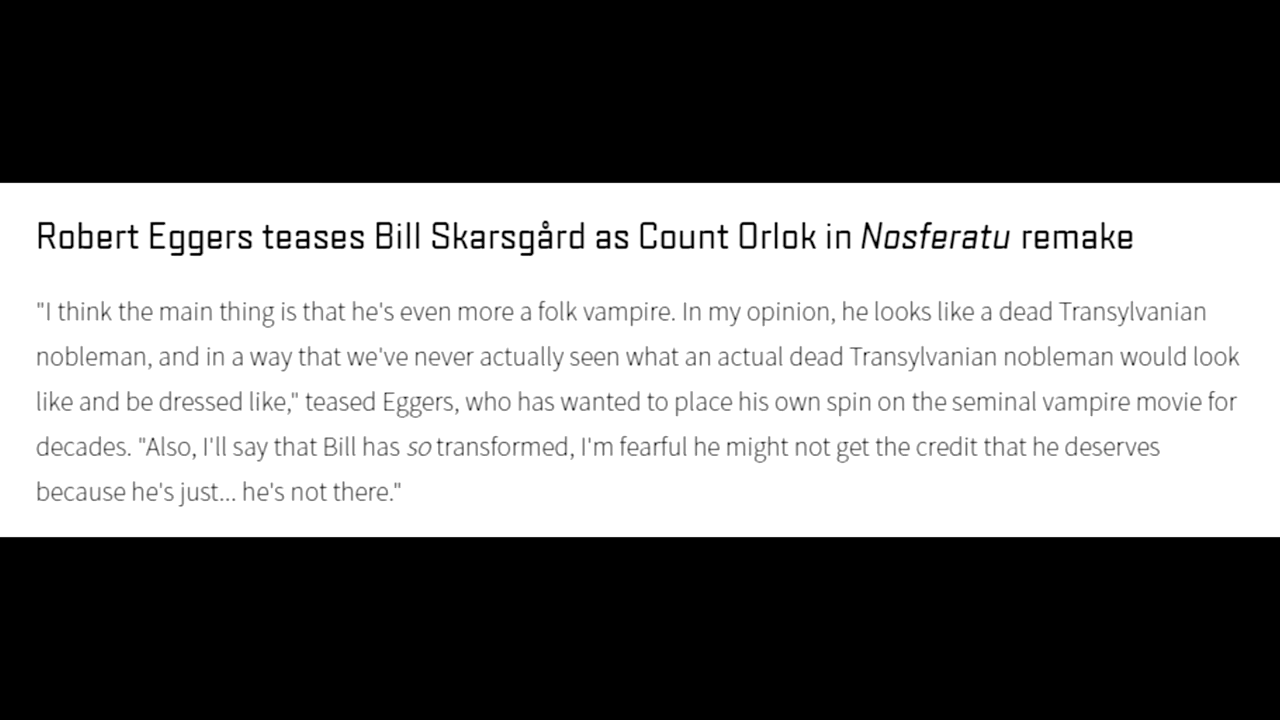 Robert Eggers teases Bill Skarsgård as Count Orlok in Nosferatu remake
"I think the main thing is that he's even more a folk vampire. In my opinion, he looks like a dead Transylvanian
nobleman, and in a way that we've never actually seen what an actual dead Transylvanian nobleman would look
like and be dressed like," teased Eggers, who has wanted to place his own spin on the seminal vampire movie for
decades. "Also, I'll say that Bill has so transformed, I'm fearful he might not get the credit that he deserves
because he's just... he's not there."